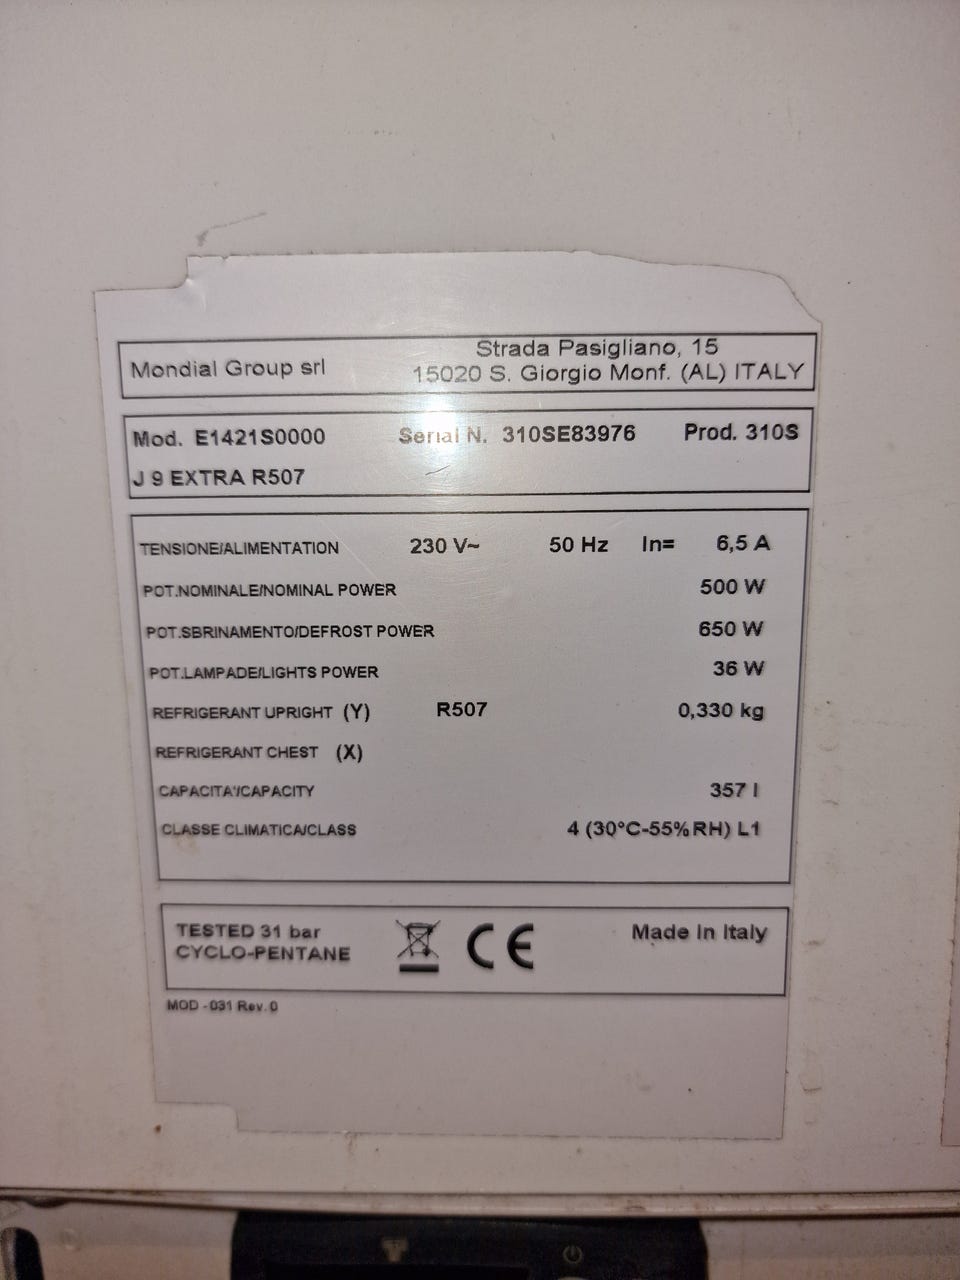 Mondial Group srl
Strada Pasigliano, 15
15020 S. Giorgio Monf. (AL) ITALY
Mod. E1421S0000 Serial N. 310SE83976 Prod. 310S
J 9 EXTRA R507
TENSIONE/ALIMENTATION 230 V~ 50 Hz In= 6,5 A
POT.NOMINALE/NOMINAL POWER 500 W
POT.SBRINAMENTO/DEFROST POWER 650 W
POT.LAMPADE/LIGHTS POWER 36 W
REFRIGERANT UPRIGHT (Y) R507 0,330 kg
REFRIGERANT CHEST (X)
CAPACITA'/CAPACITY 357 l
CLASSE CLIMATICA/CLASS 4 (30°C-55%RH) L1
TESTED 31 bar
CYCLO-PENTANE
CE
Made in Italy
MOD - 031 Rev. 0